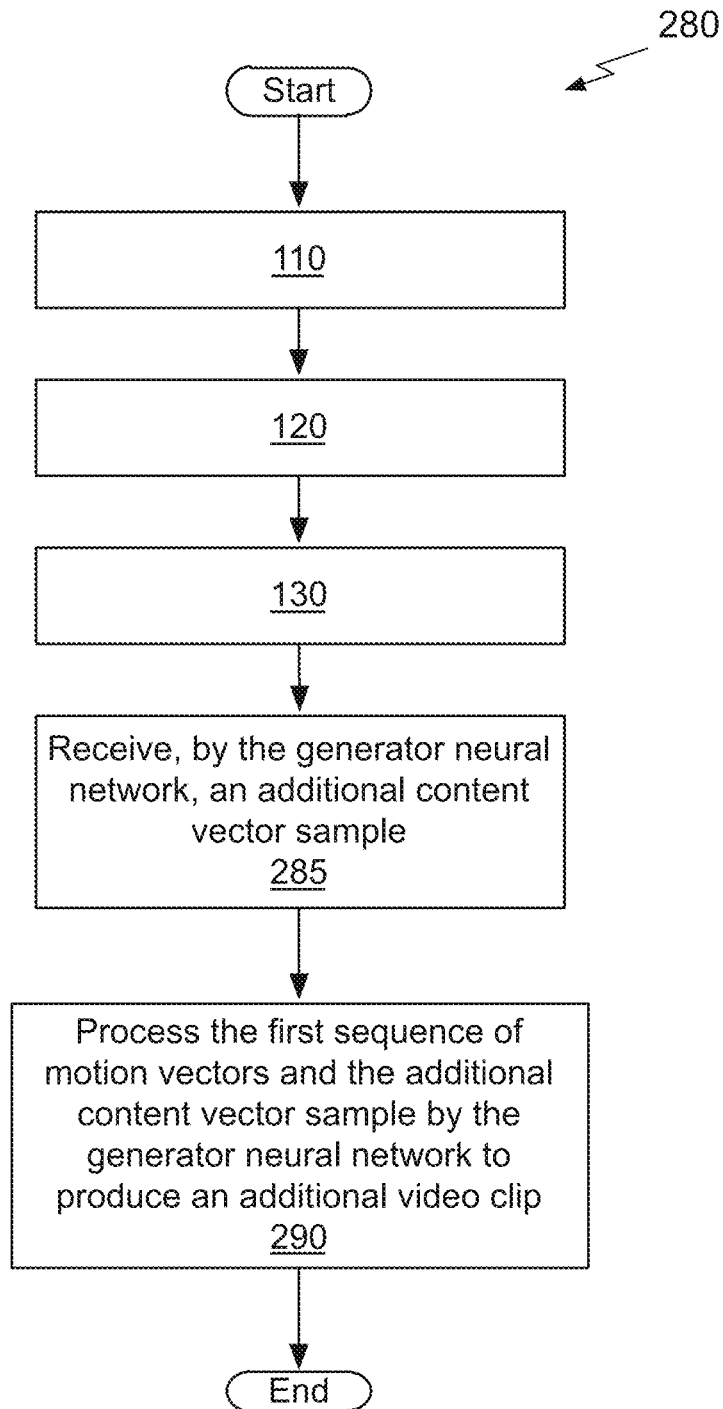 280
Start
110
120
130
Receive, by the generator neural
network, an additional content
vector sample
285
Process the first sequence of
motion vectors and the additional
content vector sample by the
generator neural network to
produce an additional video clip
290
End